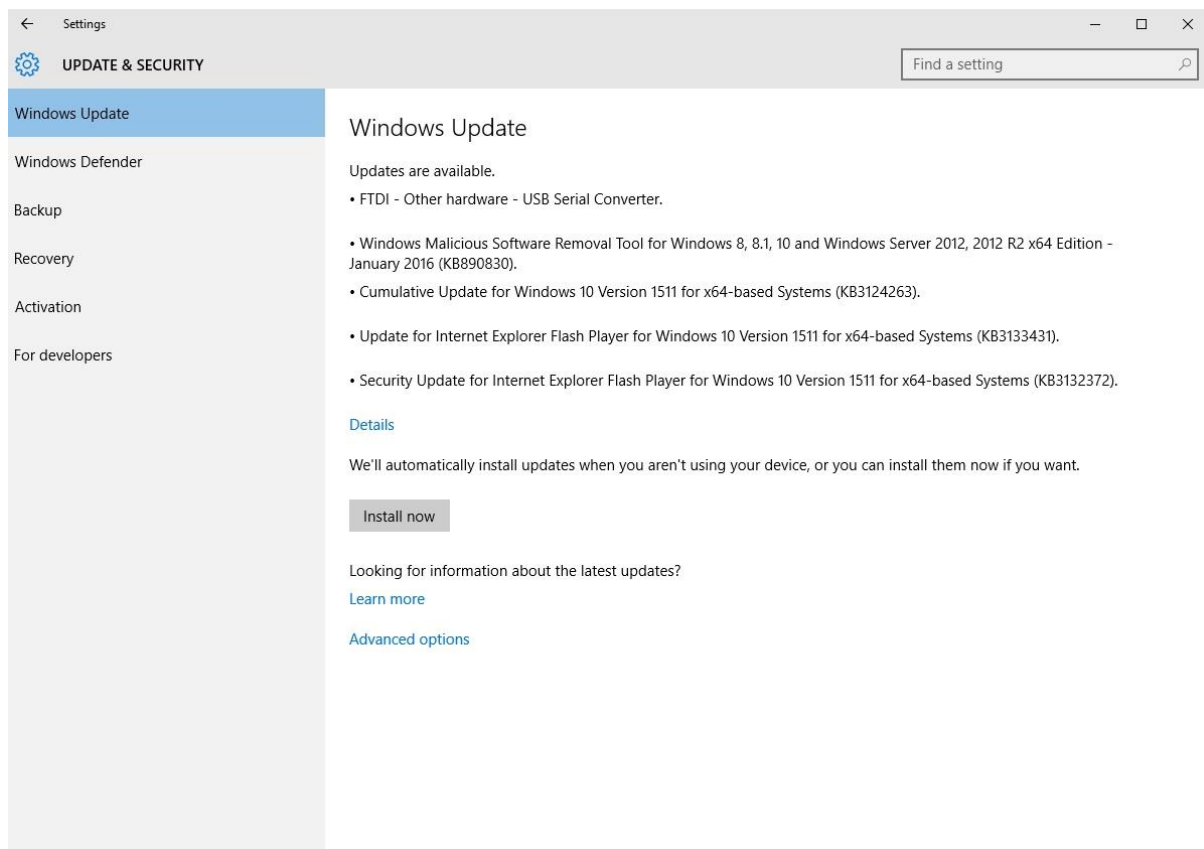 Settings
UPDATE & SECURITY
Find a setting
Windows Update
Windows Defender
Backup
Recovery
Activation
For developers
Windows Update
Updates are available.
• FTDI - Other hardware - USB Serial Converter.
• Windows Malicious Software Removal Tool for Windows 8, 8.1, 10 and Windows Server 2012, 2012 R2 x64 Edition -
January 2016 (KB890830).
• Cumulative Update for Windows 10 Version 1511 for x64-based Systems (KB3124263).
• Update for Internet Explorer Flash Player for Windows 10 Version 1511 for x64-based Systems (KB3133431).
• Security Update for Internet Explorer Flash Player for Windows 10 Version 1511 for x64-based Systems (KB3132372).
Details
We'll automatically install updates when you aren't using your device, or you can install them now if you want.
Install now
Looking for information about the latest updates?
Learn more
Advanced options